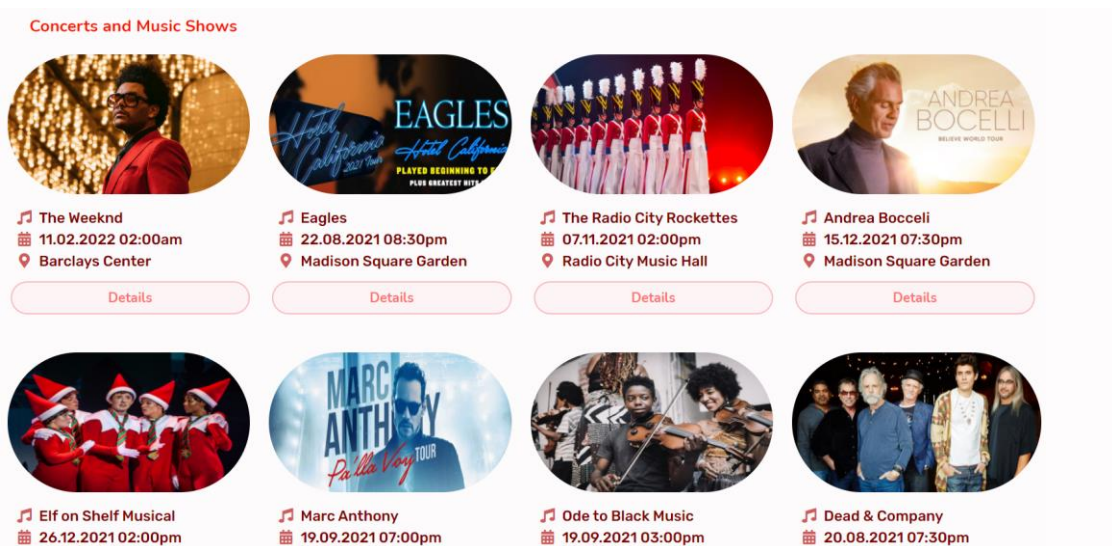 Concerts and Music Shows
Hotel
California
2021 Tour
EAGLES
Hotel California
PLAYED BEGINNING TO E
PLUS GREATEST HITS
ANDREA
BOCELLI
BELIEVE WORLD TOUR
The Weeknd
11.02.2022 02:00am
Barclays Center
Details
Eagles
22.08.2021 08:30pm
Madison Square Garden
Details
The Radio City Rockettes
07.11.2021 02:00pm
Radio City Music Hall
Details
Andrea Bocceli
15.12.2021 07:30pm
Madison Square Garden
Details
MARC
ANTHONY
Pa'lla Voy TOUR
Elf on Shelf Musical
26.12.2021 02:00pm
Marc Anthony
19.09.2021 07:00pm
Ode to Black Music
19.09.2021 03:00pm
Dead & Company
20.08.2021 07:30pm